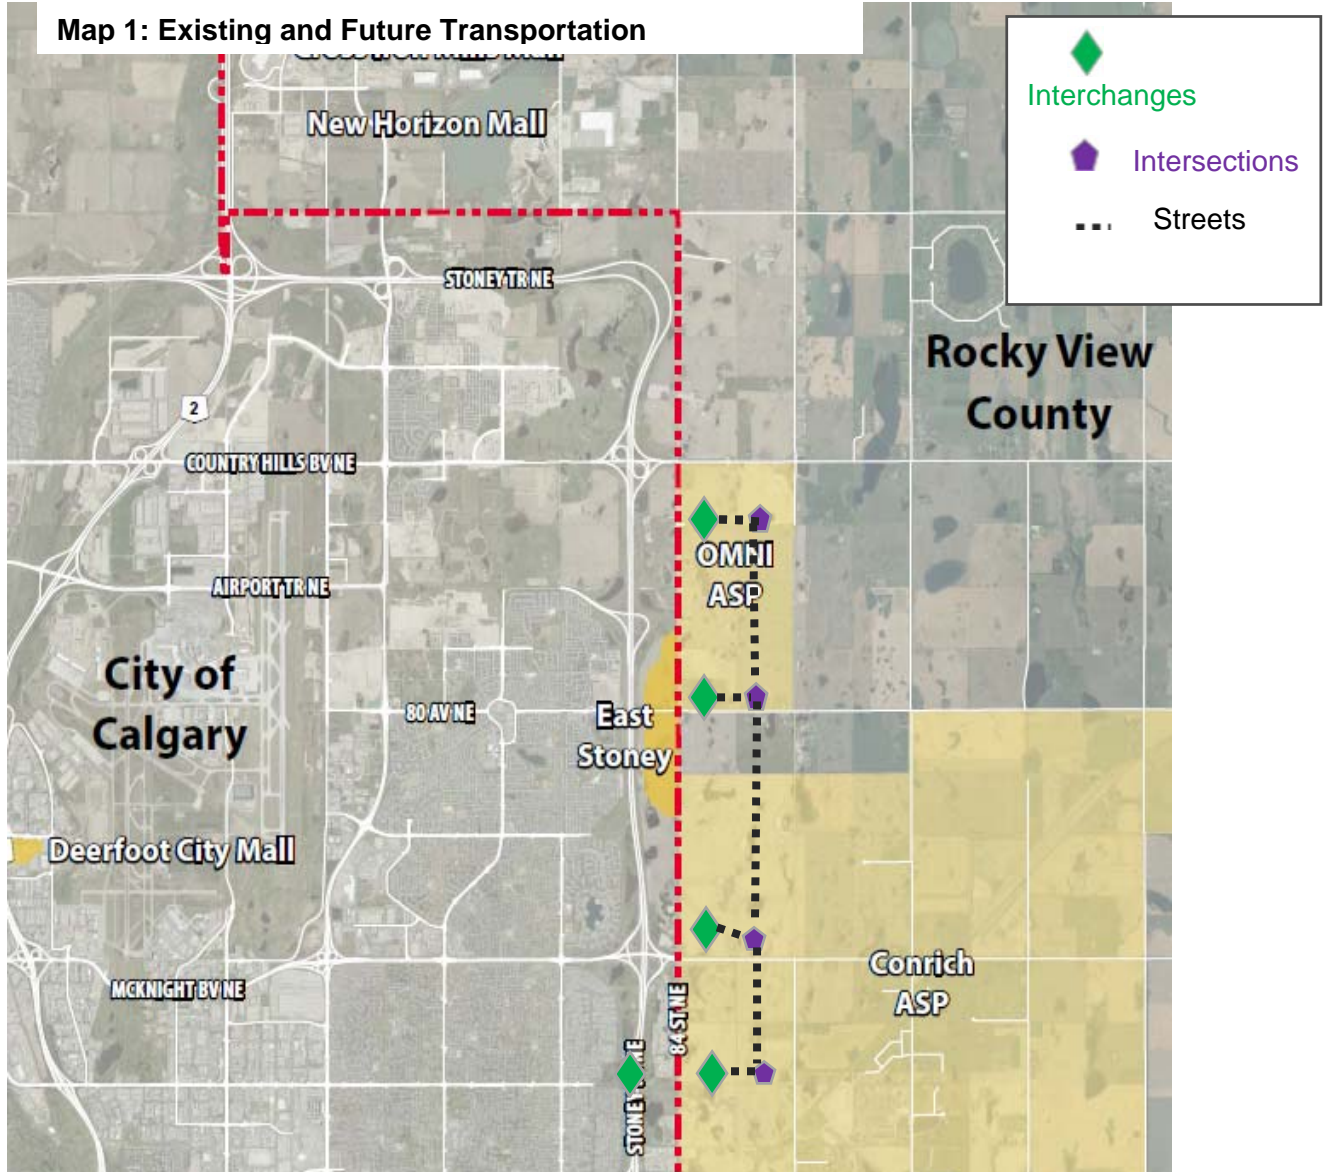 Map 1: Existing and Future Transportation
Interchanges
Intersections
Streets
New Horizon Mall
STONEY TR NE
Rocky View
County
2
COUNTRY HILLS BV NE
OMNI
ASP
AIRPORT TR NE
City of
Calgary
80 AV NE
East
Stoney
Deerfoot City Mall
Conrich
ASP
MCKNIGHT BV NE
84 ST NE
STONEY NE